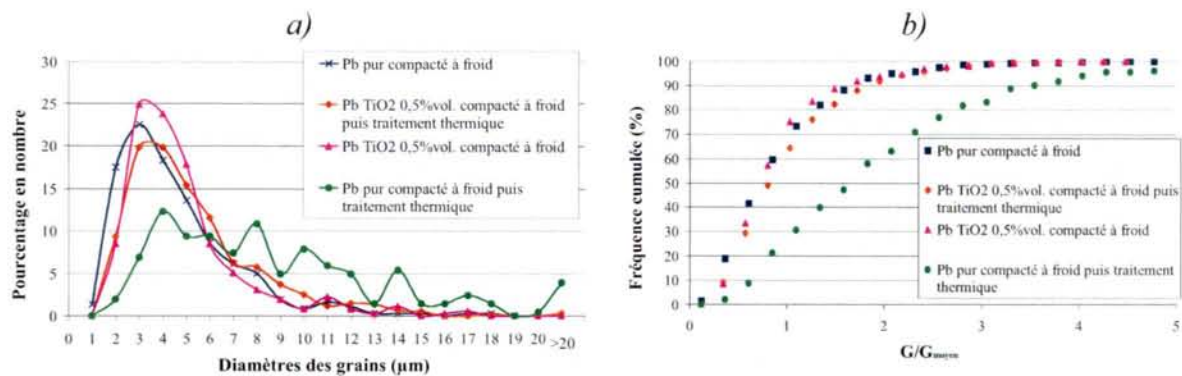 a)
30
25
20
15
10
5
0
Pourcentage en nombre
Pb pur compacté à froid
Pb TiO2 0,5%vol. compacté à froid
puis traitement thermique
Pb TiO2 0,5%vol. compacté à froid
Pb pur compacté à froid puis
traitement thermique
1 2 3 4 5 6 7 8 9 10 11 12 13 14 15 16 17 18 19 20 >20
Diamètres des grains (µm)
b)
100
90
80
70
60
50
40
30
20
10
0
Fréquence cumulée (%)
Pb pur compacté à froid
Pb TiO2 0,5%vol. compacté à froid puis
traitement thermique
Pb TiO2 0,5%vol. compacté à froid
Pb pur compacté à froid puis traitement
thermique
0 1 2 3 4 5
G/Gmoyen